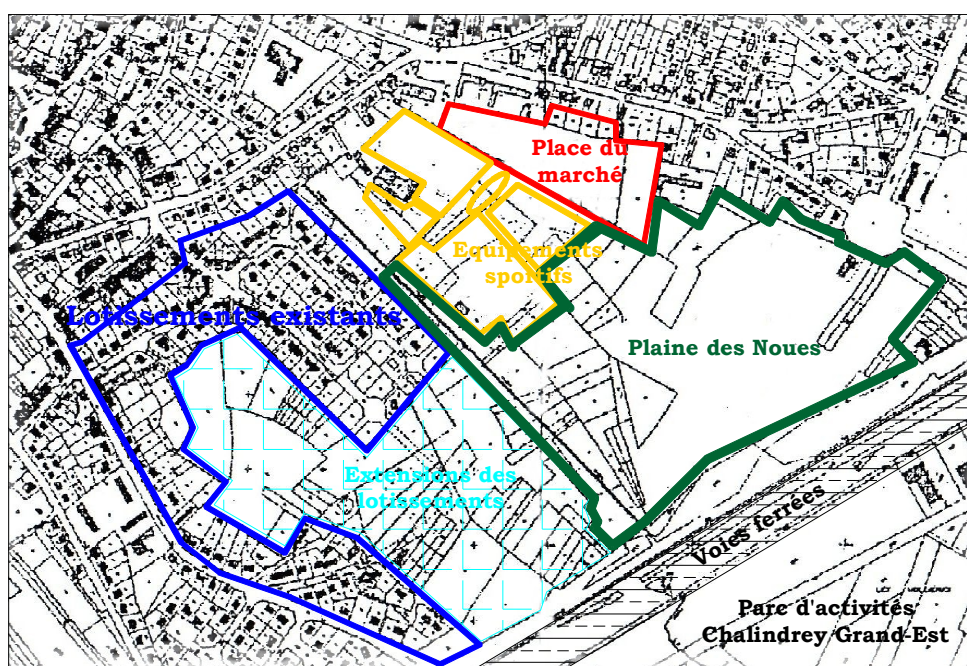 Place du
marché
Equipements
sportifs
Lotissements existants
Plaine des Noues
Extensions des
lotissements
Voies ferrées
Parc d'activités
Chalindrey Grand-Est